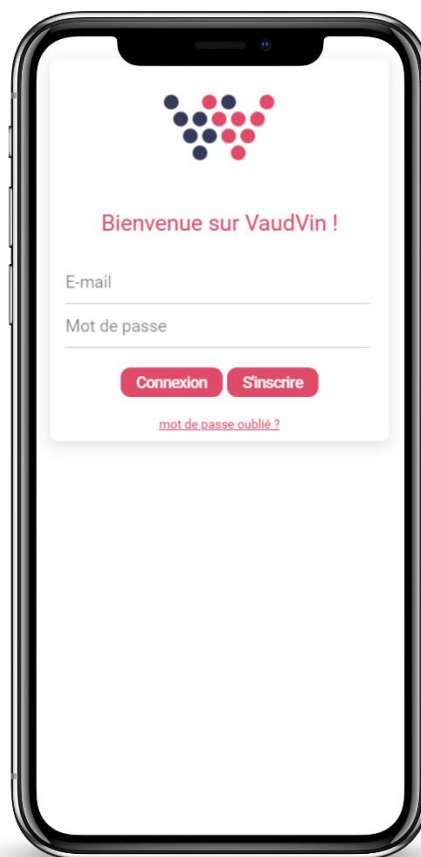 Bienvenue sur VaudVin !
E-mail
Mot de passe
Connexion S'inscrire
mot de passe oublié ?